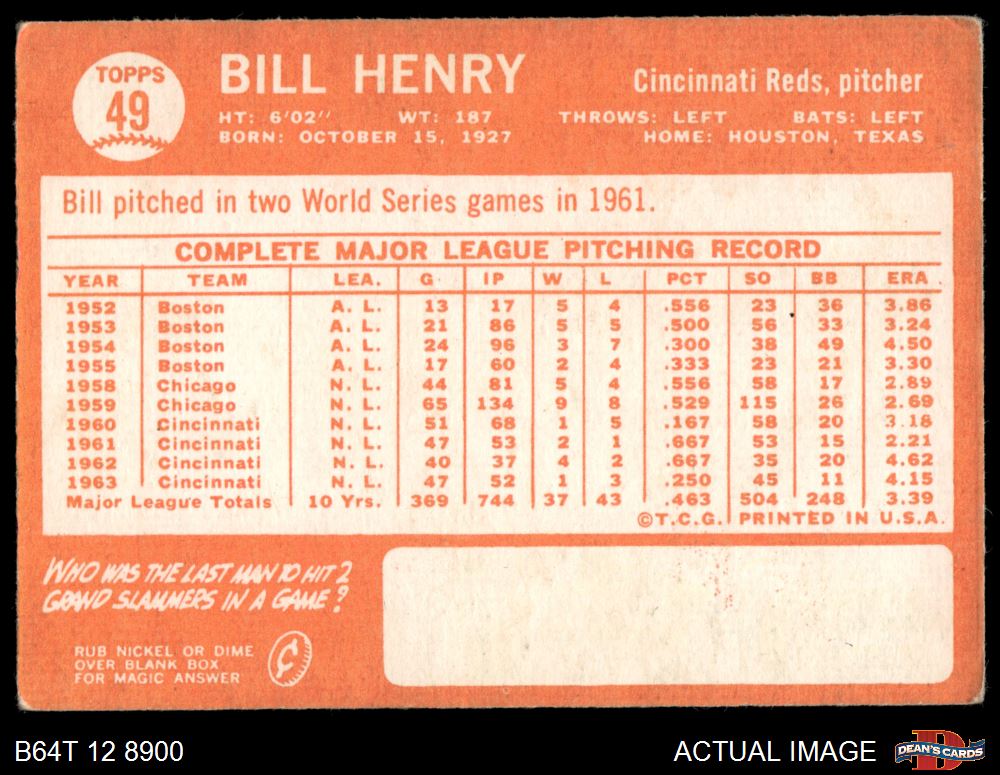 TOPPS
49
BILL HENRY
Cincinnati Reds, pitcher
HT: 6'02" WT: 187 THROWS: LEFT BATS: LEFT
BORN: OCTOBER 15, 1927 HOME: HOUSTON, TEXAS
Bill pitched in two World Series games in 1961.
COMPLETE MAJOR LEAGUE PITCHING RECORD
YEAR TEAM LEA. G IP W L PCT SO BB ERA
1952 Boston A. L. 13 17 5 4 .556 23 36 3.86
1953 Boston A. L. 21 86 5 5 .500 56 33 3.24
1954 Boston A. L. 24 96 3 7 .300 38 49 4.50
1955 Boston A. L. 17 60 2 4 .333 23 21 3.30
1958 Chicago N. L. 44 81 5 4 .556 58 17 2.89
1959 Chicago N. L. 65 134 9 8 .529 115 26 2.69
1960 Cincinnati N. L. 51 68 1 5 .167 58 20 3.18
1961 Cincinnati N. L. 47 53 2 1 .667 53 15 2.21
1962 Cincinnati N. L. 40 37 4 2 .667 35 20 4.62
1963 Cincinnati N. L. 47 52 1 3 .250 45 11 4.15
Major League Totals 10 Yrs. 369 744 37 43 .463 504 248 3.39
©T.C.G. PRINTED IN U.S.A.
WHO WAS THE LAST MAN TO HIT 2
GRAND SLAMMERS IN A GAME?
RUB NICKEL OR DIME
OVER BLANK BOX
FOR MAGIC ANSWER
¢
B64T 12 8900
ACTUAL IMAGE
D
DEAN'S CARDS